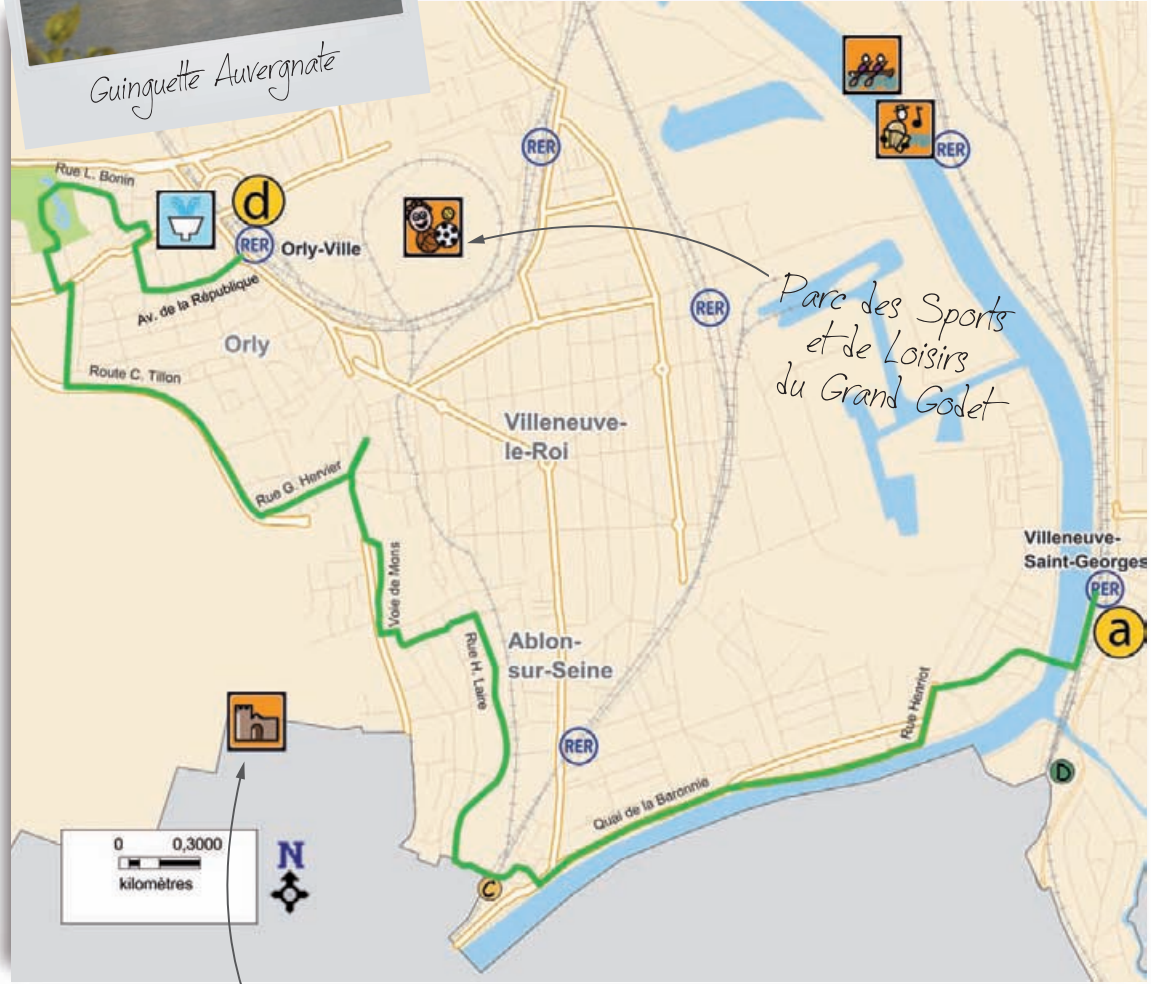 Guinguette Auvergnate
RER
RER
Rue L. Bonin
d
RER
Orly-Ville
Av. de la République
RER
Parc des Sports
et de Loisirs
du Grand Godet
Orly
Route C. Tillon
Villeneuve-
le-Roi
Rue G. Hervier
Villeneuve-
Saint-Georges
RER
a
Voie de Mons
Ablon-
sur-Seine
Rue H. Laire
Rue Henriot
RER
D
Quai de la Baronnie
0 0,3000
kilomètres
N
C